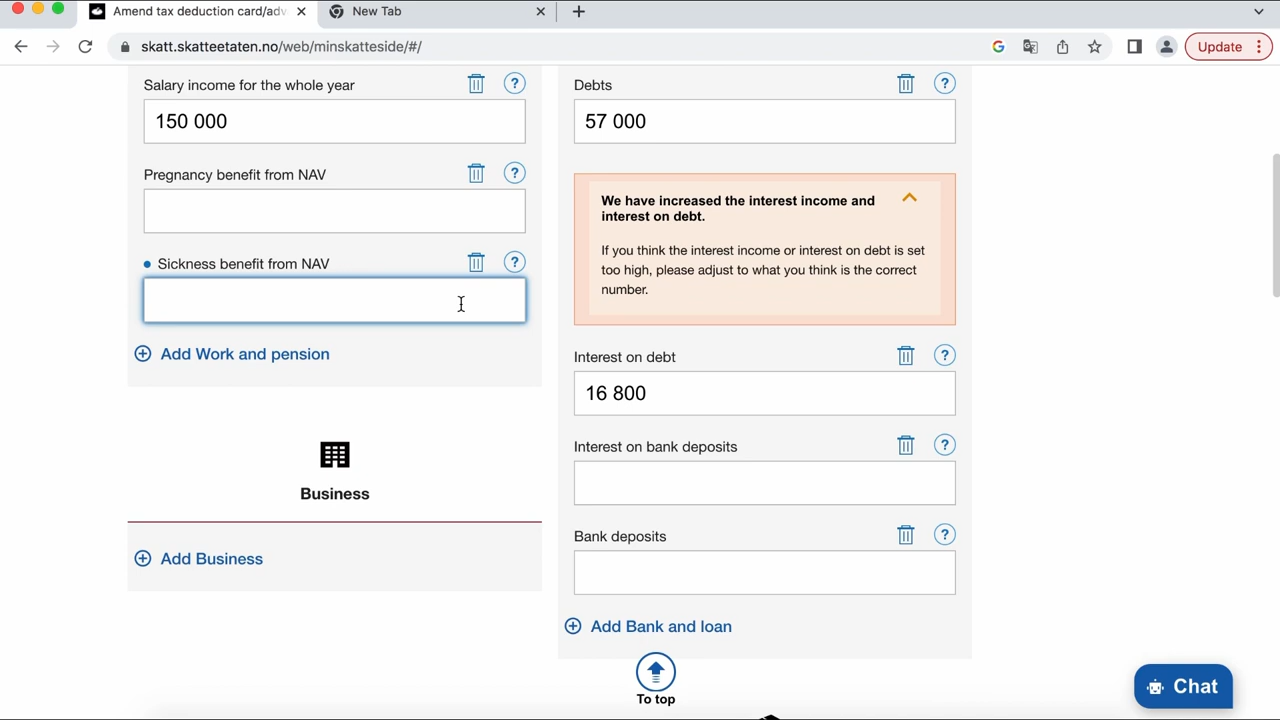 Amend tax deduction card/adv
New Tab
skatt.skatteetaten.no/web/minskatteside/#/
Update
Salary income for the whole year
?
150 000
Pregnancy benefit from NAV
?
Sickness benefit from NAV
?
Add Work and pension
Business
Add Business
Debts
?
57 000
We have increased the interest income and
interest on debt.
If you think the interest income or interest on debt is set
too high, please adjust to what you think is the correct
number.
Interest on debt
?
16 800
Interest on bank deposits
?
Bank deposits
?
Add Bank and loan
To top
Chat